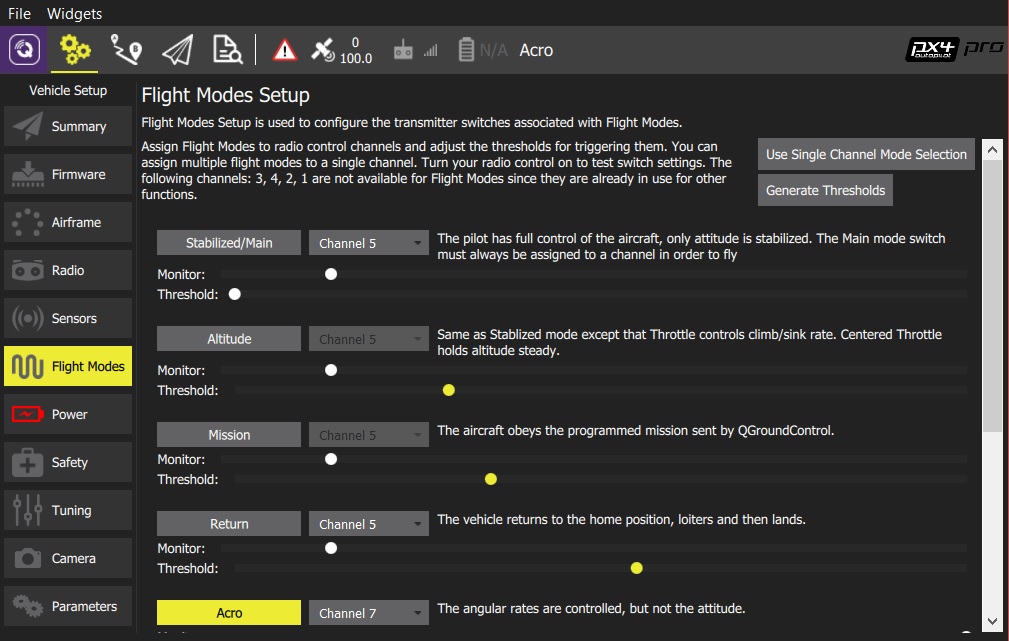 File Widgets
0
100.0
N/A
Acro
px4
autopilot
pro
Vehicle Setup
Summary
Firmware
Airframe
Radio
Sensors
Flight Modes
Power
Safety
Tuning
Camera
Parameters
Flight Modes Setup
Flight Modes Setup is used to configure the transmitter switches associated with Flight Modes.
Assign Flight Modes to radio control channels and adjust the thresholds for triggering them. You can
assign multiple flight modes to a single channel. Turn your radio control on to test switch settings. The
following channels: 3, 4, 2, 1 are not available for Flight Modes since they are already in use for other
functions.
Use Single Channel Mode Selection
Generate Thresholds
Stabilized/Main
Channel 5
The pilot has full control of the aircraft, only attitude is stabilized. The Main mode switch
must always be assigned to a channel in order to fly
Monitor:
Threshold:
Altitude
Channel 5
Same as Stablized mode except that Throttle controls climb/sink rate. Centered Throttle
holds altitude steady.
Monitor:
Threshold:
Mission
Channel 5
The aircraft obeys the programmed mission sent by QGroundControl.
Monitor:
Threshold:
Return
Channel 5
The vehicle returns to the home position, loiters and then lands.
Monitor:
Threshold:
Acro
Channel 7
The angular rates are controlled, but not the attitude.